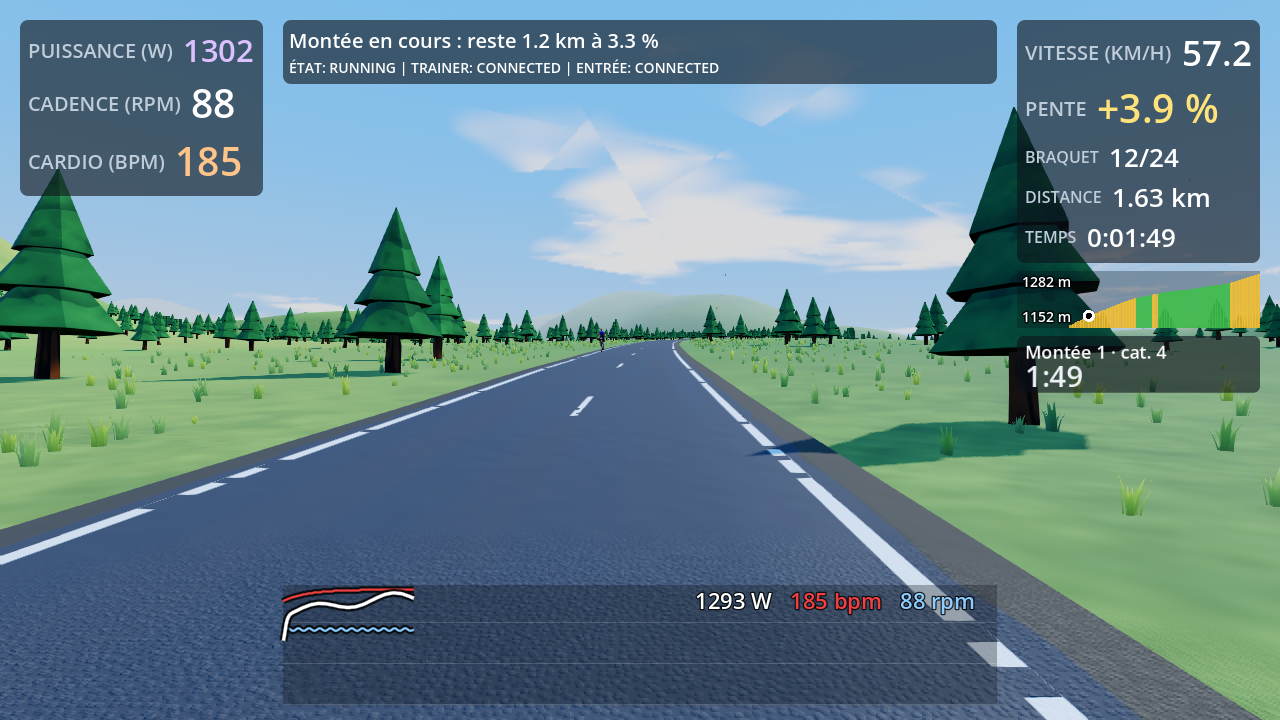 PUISSANCE (W) 1302
CADENCE (RPM) 88
CARDIO (BPM) 185
Montée en cours : reste 1.2 km à 3.3 %
ÉTAT: RUNNING | TRAINER: CONNECTED | ENTRÉE: CONNECTED
VITESSE (KM/H) 57.2
PENTE +3.9 %
BRAQUET 12/24
DISTANCE 1.63 km
TEMPS 0:01:49
1282 m
1152 m
Montée 1 · cat. 4
1:49
1293 W 185 bpm 88 rpm